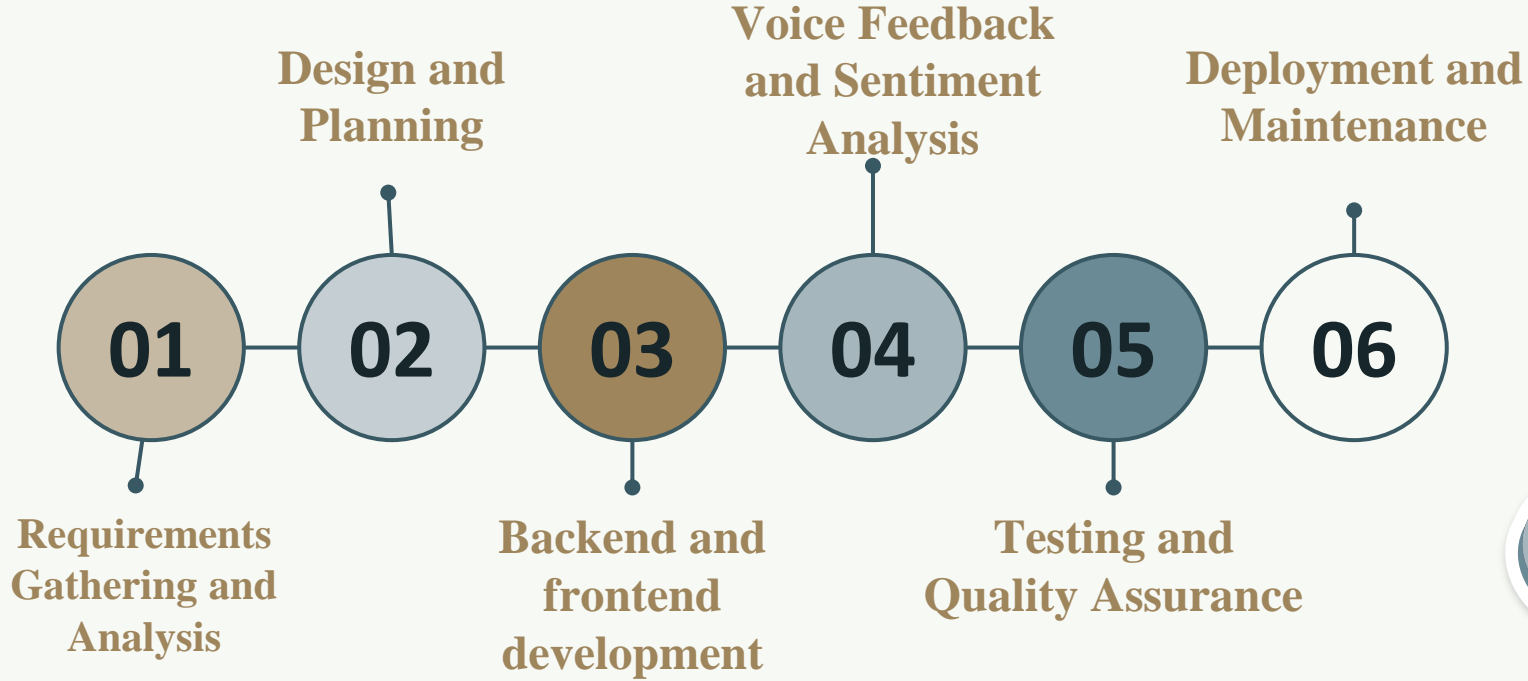 Voice Feedback
and Sentiment
Analysis
Design and
Planning
Deployment and
Maintenance
01
02
03
04
05
06
Requirements
Gathering and
Analysis
Backend and
frontend
development
Testing and
Quality Assurance